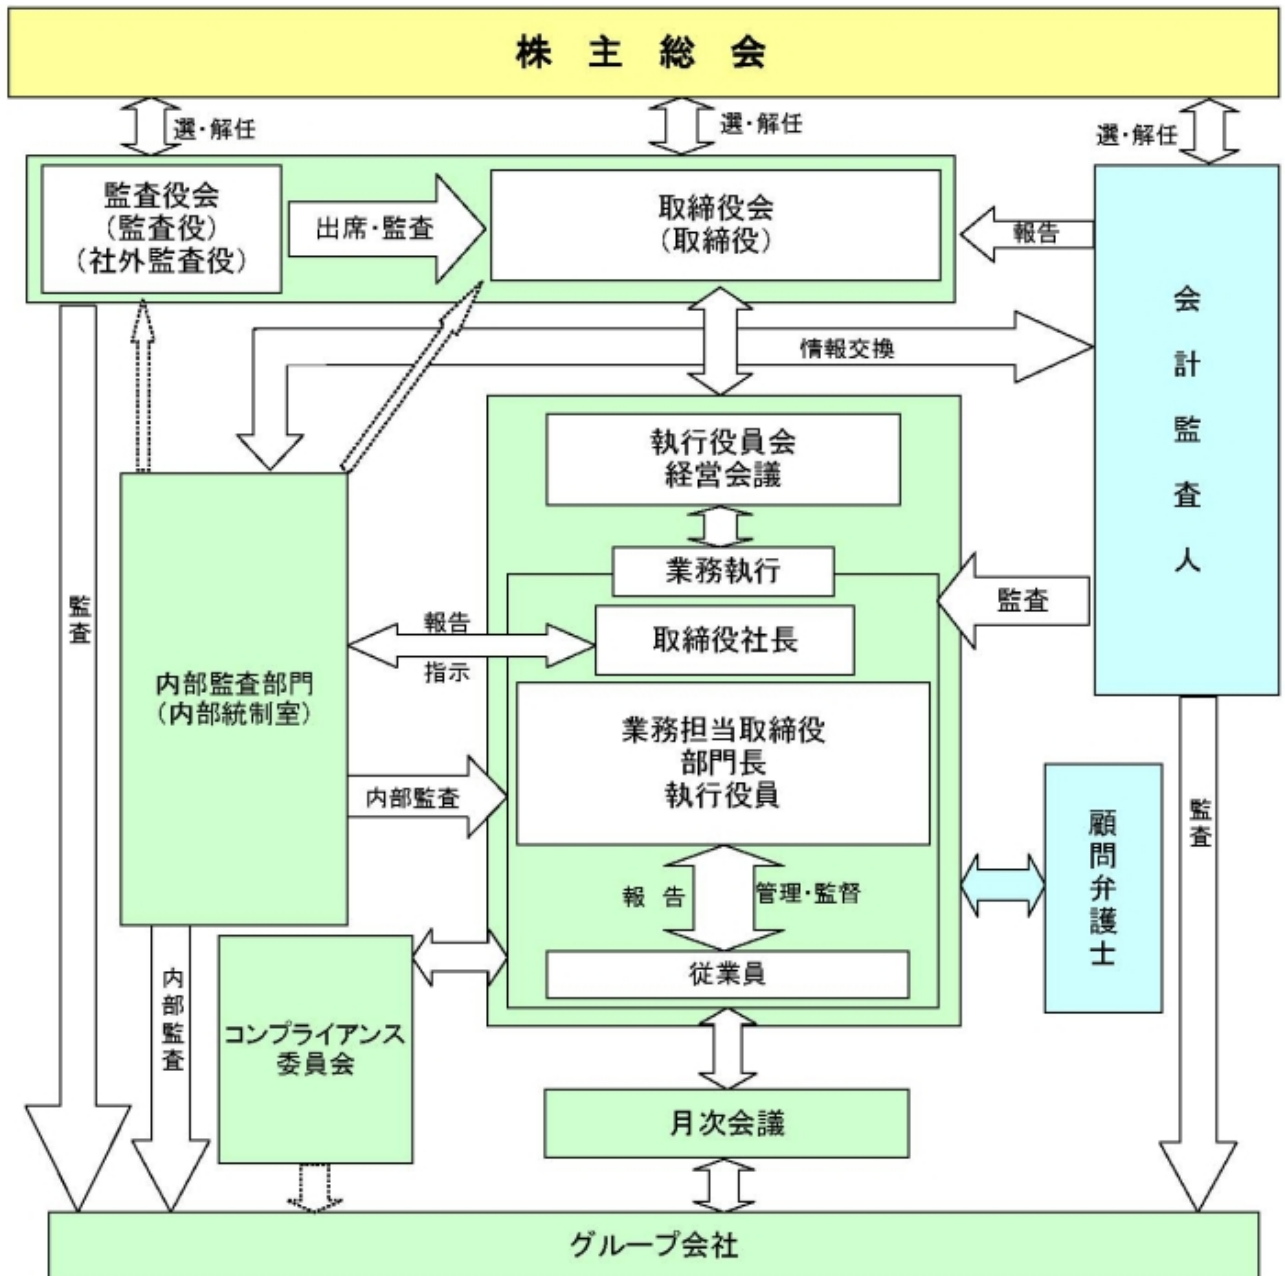 株主総会
選・解任
選・解任
選・解任
監査役会
（監査役）
（社外監査役）
出席・監査
取締役会
（取締役）
報告
会計監査人
情報交換
執行役員会
経営会議
業務執行
監査
監査
報告
指示
取締役社長
内部監査部門
（内部統制室）
業務担当取締役
部門長
執行役員
内部監査
顧問弁護士
監査
報告
管理・監督
従業員
内部監査
コンプライアンス
委員会
月次会議
グループ会社